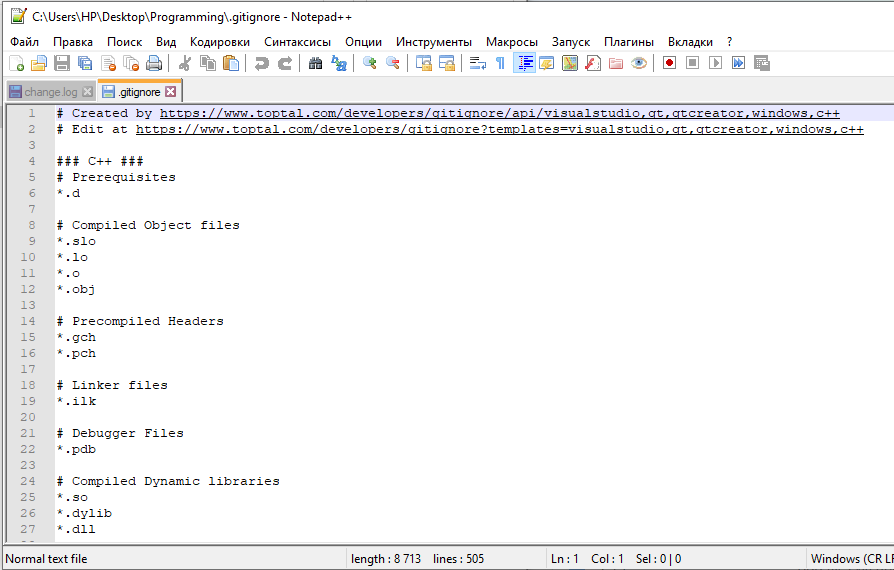 C:\Users\HP\Desktop\Programming\.gitignore - Notepad++
Файл Правка Поиск Вид Кодировки Синтаксисы Опции Инструменты Макросы Запуск Плагины Вкладки ?
change.log .gitignore
1 # Created by https://www.toptal.com/developers/gitignore/api/visualstudio,qt,qtcreator,windows,c++
2 # Edit at https://www.toptal.com/developers/gitignore?templates=visualstudio,qt,qtcreator,windows,c++
3
4 ### C++ ###
5 # Prerequisites
6 *.d
7
8 # Compiled Object files
9 *.slo
10 *.lo
11 *.o
12 *.obj
13
14 # Precompiled Headers
15 *.gch
16 *.pch
17
18 # Linker files
19 *.ilk
20
21 # Debugger Files
22 *.pdb
23
24 # Compiled Dynamic libraries
25 *.so
26 *.dylib
27 *.dll
Normal text file length : 8 713 lines : 505 Ln : 1 Col : 1 Sel : 0 | 0 Windows (CR LF